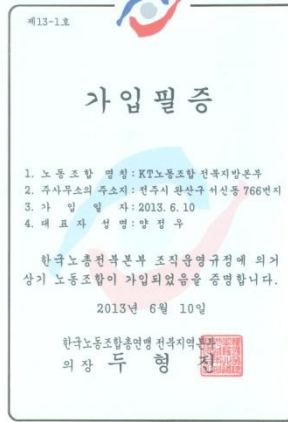 제13-1호
가입필증
1. 노동조합 명칭 : KT노동조합 전북지방본부
2. 주사무소의 주소지 : 전주시 완산구 서신동 766번지
3. 가 입 일 자 : 2013. 6. 10
4. 대 표 자 성 명 : 양 정 우
한국노총전북본부 조직운영규정에 의거
상기 노동조합이 가입되었음을 증명합니다.
2013년 6월 10일
한국노동조합총연맹 전북지역본부
의장 두 형 진